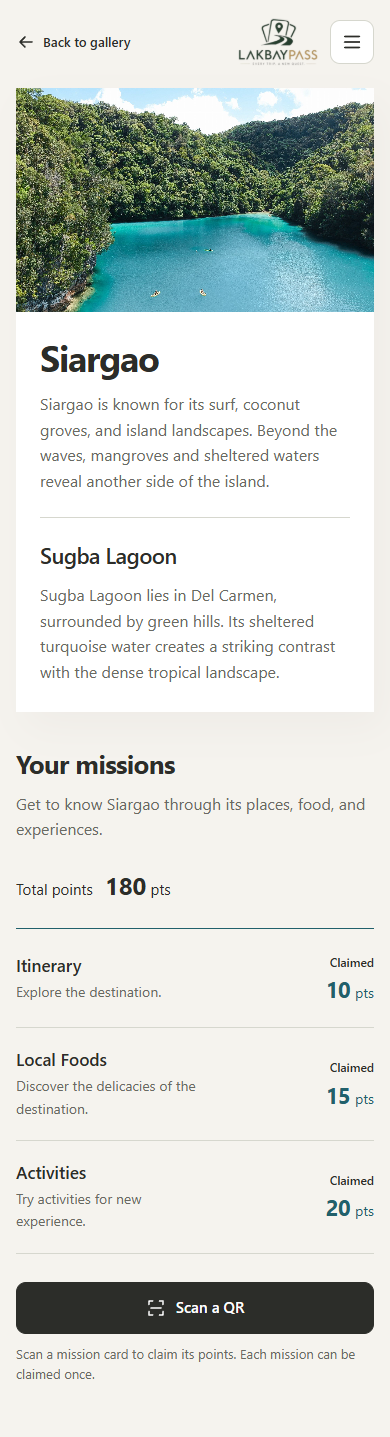 Back to gallery
LAKBAYPASS
Siargao
Siargao is known for its surf, coconut
groves, and island landscapes. Beyond the
waves, mangroves and sheltered waters
reveal another side of the island.
Sugba Lagoon
Sugba Lagoon lies in Del Carmen,
surrounded by green hills. Its sheltered
turquoise water creates a striking contrast
with the dense tropical landscape.
Your missions
Get to know Siargao through its places, food, and
experiences.
Total points 180 pts
Itinerary
Claimed
Explore the destination.
10 pts
Local Foods
Claimed
Discover the delicacies of the
destination.
15 pts
Activities
Claimed
Try activities for new
experience.
20 pts
Scan a QR
Scan a mission card to claim its points. Each mission can be
claimed once.